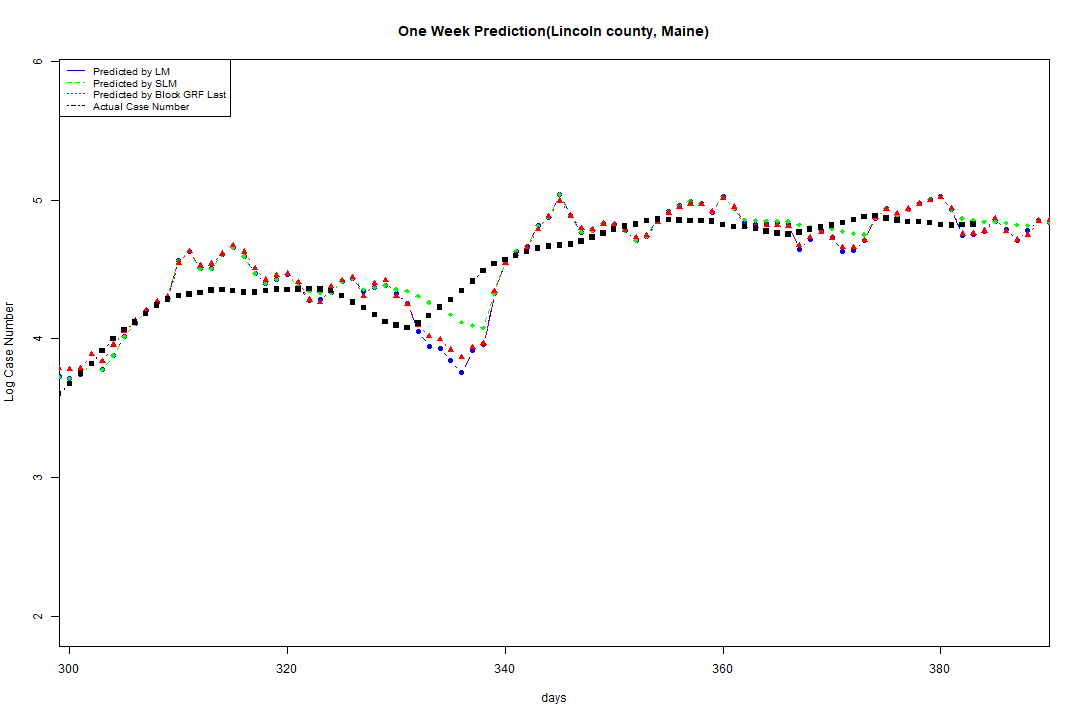 One Week Prediction(Lincoln county, Maine)
6
Predicted by LM
Predicted by SLM
Predicted by Block GRF Last
Actual Case Number
5
4
3
2
Log Case Number
300 320 340 360 380
days